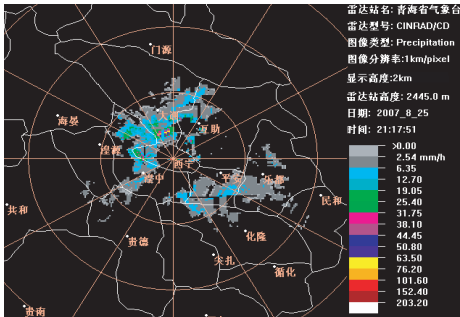 雷达站名: 青海省气象台
雷达型号: CINRAD/CD
图像类型: Precipitation
图像分辨率:1km/pixel
显示高度:2km
雷达站高度: 2445.0 m
日期: 2007_8_25
时间: 21:17:51
>0.00
2.54 mm/h
6.35
12.70
19.05
25.40
31.75
38.10
44.45
50.80
63.50
76.20
101.60
152.40
203.20
门源
海晏
大通
互助
湟源
西宁
湟中
平安
乐都
民和
共和
贵德
化隆
尖扎
循化
贵南